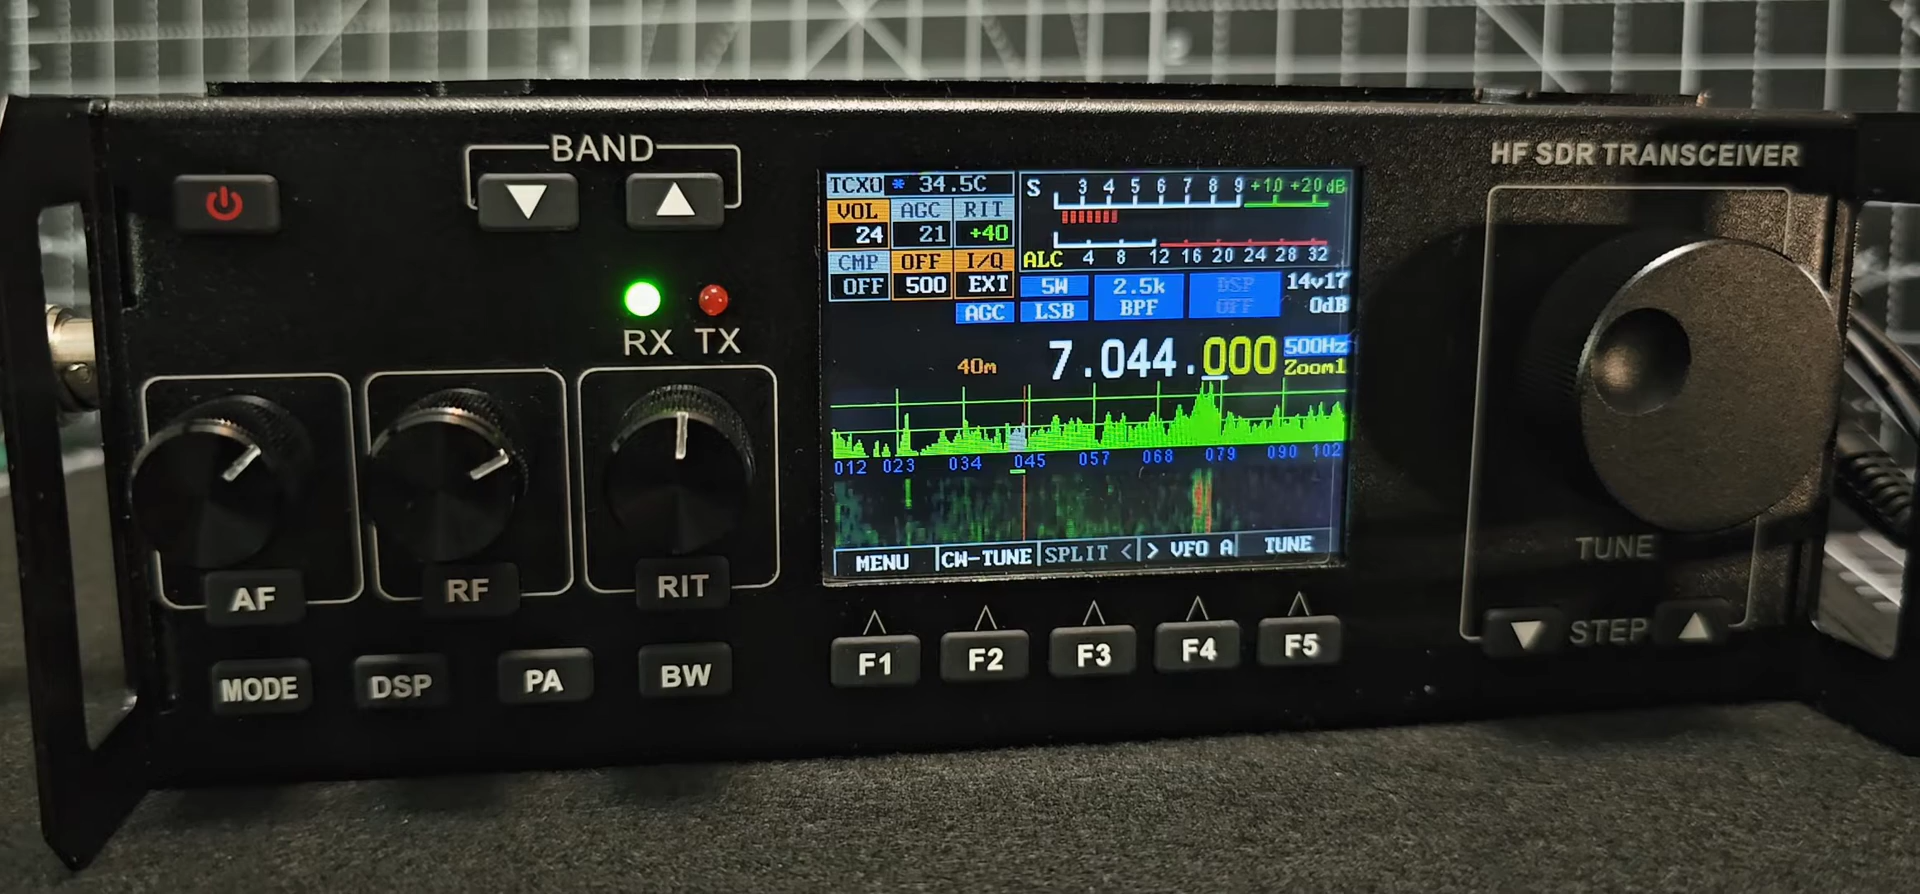 BAND
HF SDR TRANSCEIVER
RX TX
TCXO * 34.5C
VOL AGC RIT
24 21 +40
CMP OFF I/Q
OFF 500 EXT
S 3 4 5 6 7 8 9 +10 +20 dB
ALC 4 8 12 16 20 24 28 32
AGC
5W
LSB
2.5k
BPF
DSP
OFF
14v17
0dB
40m 7.044.000
500Hz
Zoom1
012 023 034 045 057 068 079 090 102
MENU CW-TUNE SPLIT < > VFO A TUNE
AF RF RIT
MODE DSP PA BW
F1 F2 F3 F4 F5
TUNE
STEP